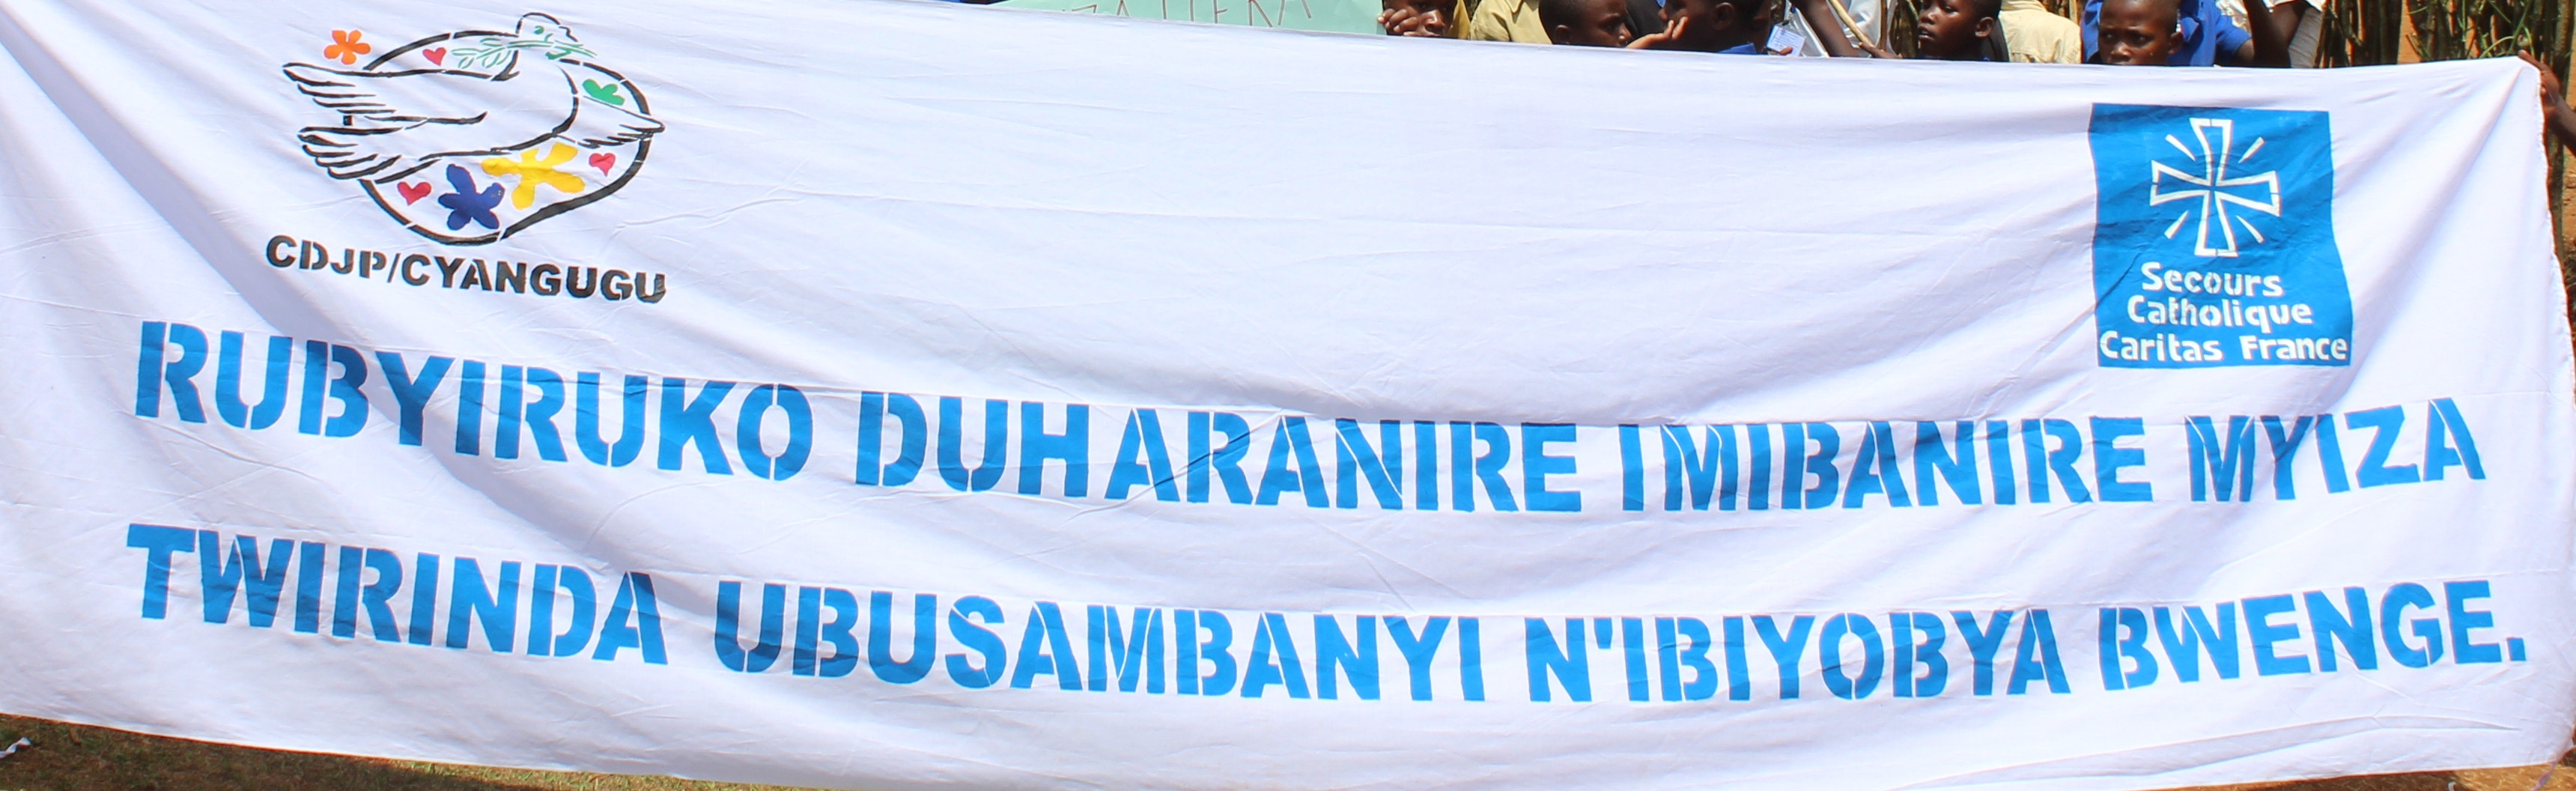 CDJP/CYANGUGU
Secours
Catholique
Caritas France
RUBYIRUKO DUHARANIRE IMIBANIRE MYIZA
TWIRINDA UBUSAMBANYI N'IBIYOBYA BWENGE.